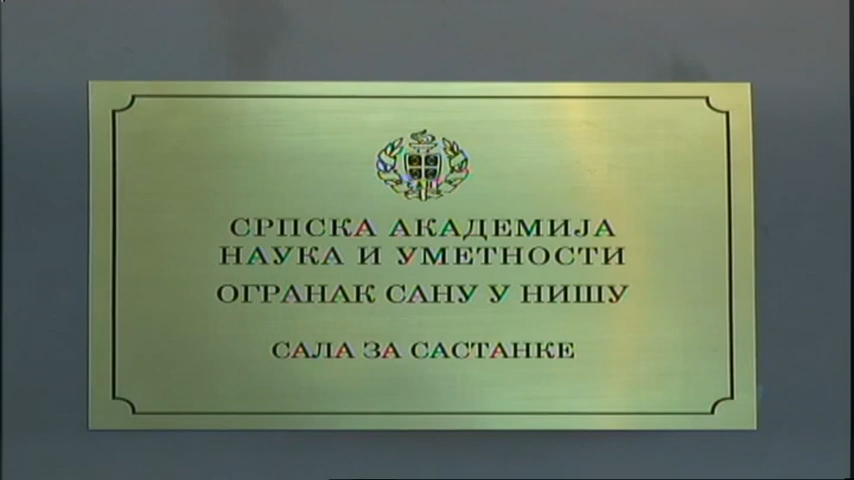 СРПСКА АКАДЕМИЈА
НАУКА И УМЕТНОСТИ
ОГРАНАК САНУ У НИШУ
САЛА ЗА САСТАНКЕ